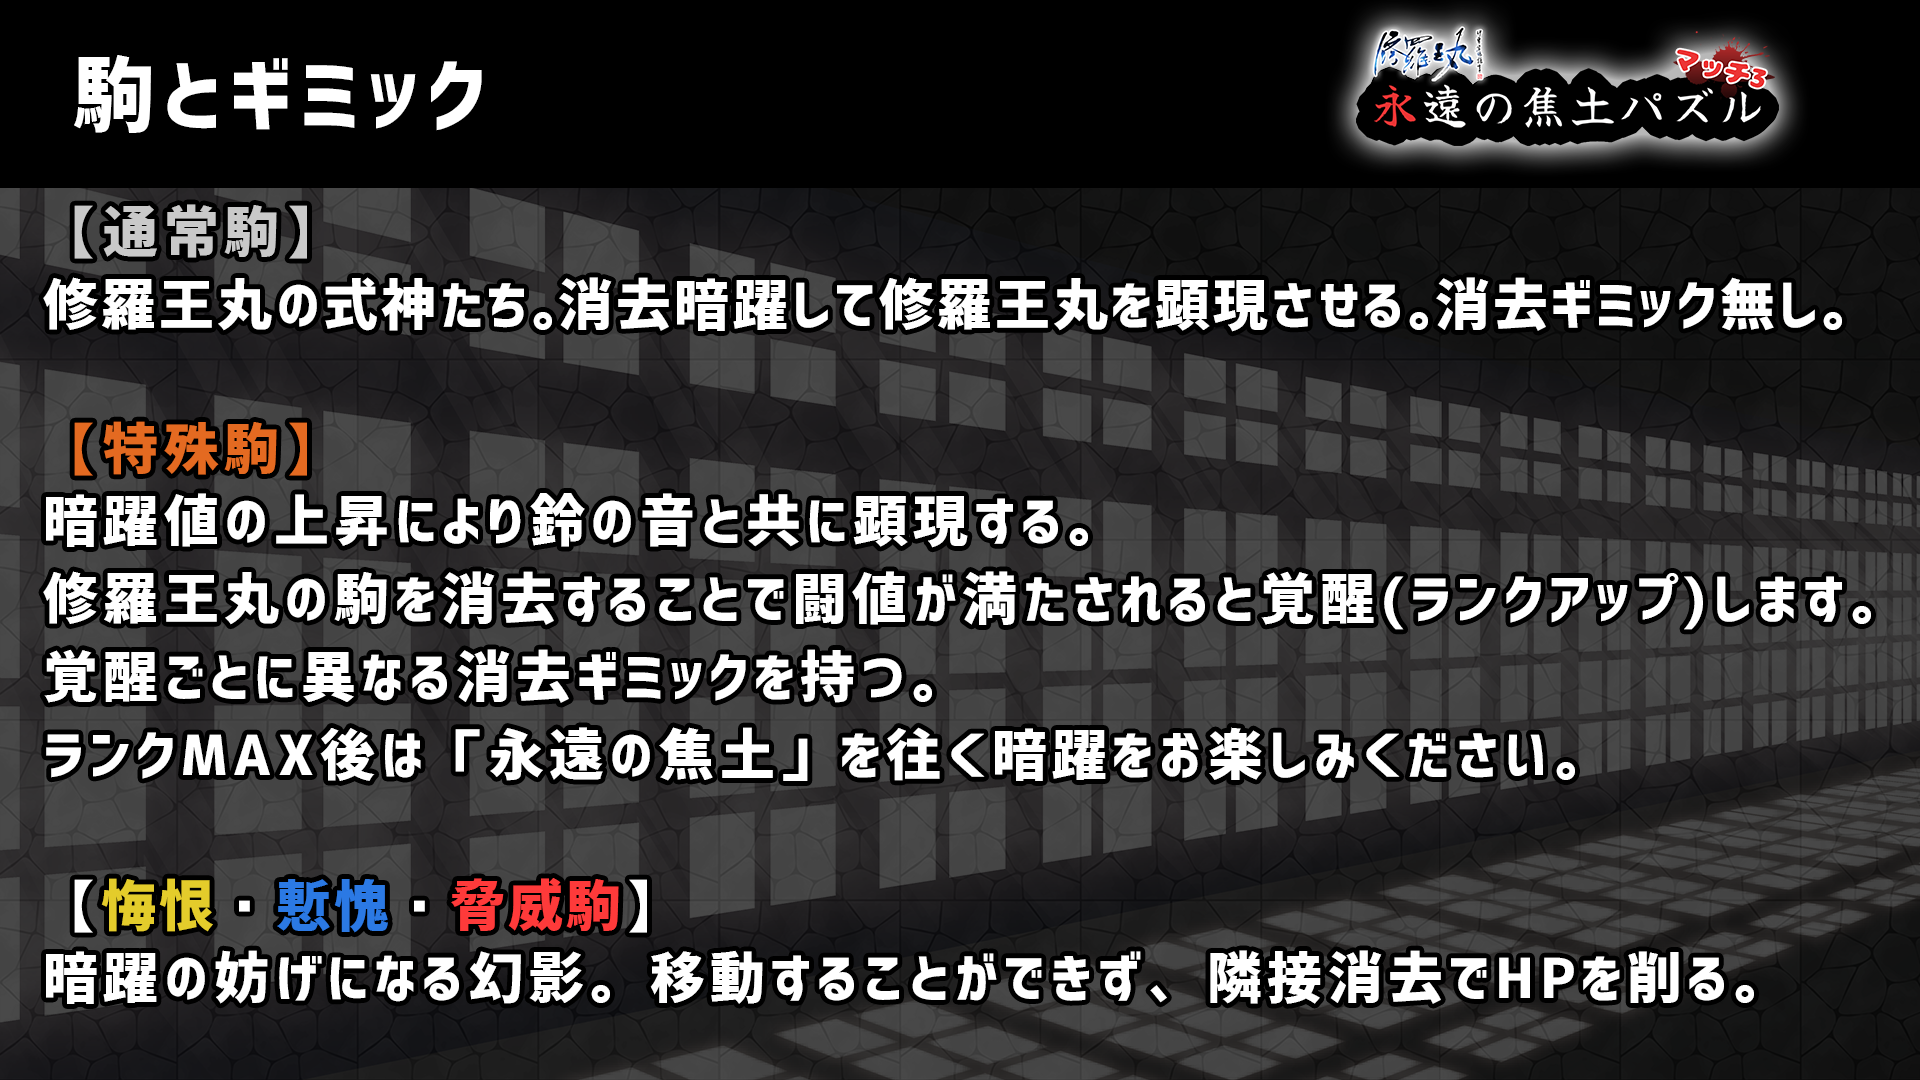 駒とギミック
修羅王丸
マッチ3
永遠の焦土パズル
【通常駒】
修羅王丸の式神たち。消去暗躍して修羅王丸を顕現させる。消去ギミック無し。
【特殊駒】
暗躍値の上昇により鈴の音と共に顕現する。
修羅王丸の駒を消去することで闘値が満たされると覚醒(ランクアップ)します。
覚醒ごとに異なる消去ギミックを持つ。
ランクMAX後は「永遠の焦土」を往く暗躍をお楽しみください。
【悔恨・慙愧・脅威駒】
暗躍の妨げになる幻影。移動することができず、隣接消去でHPを削る。